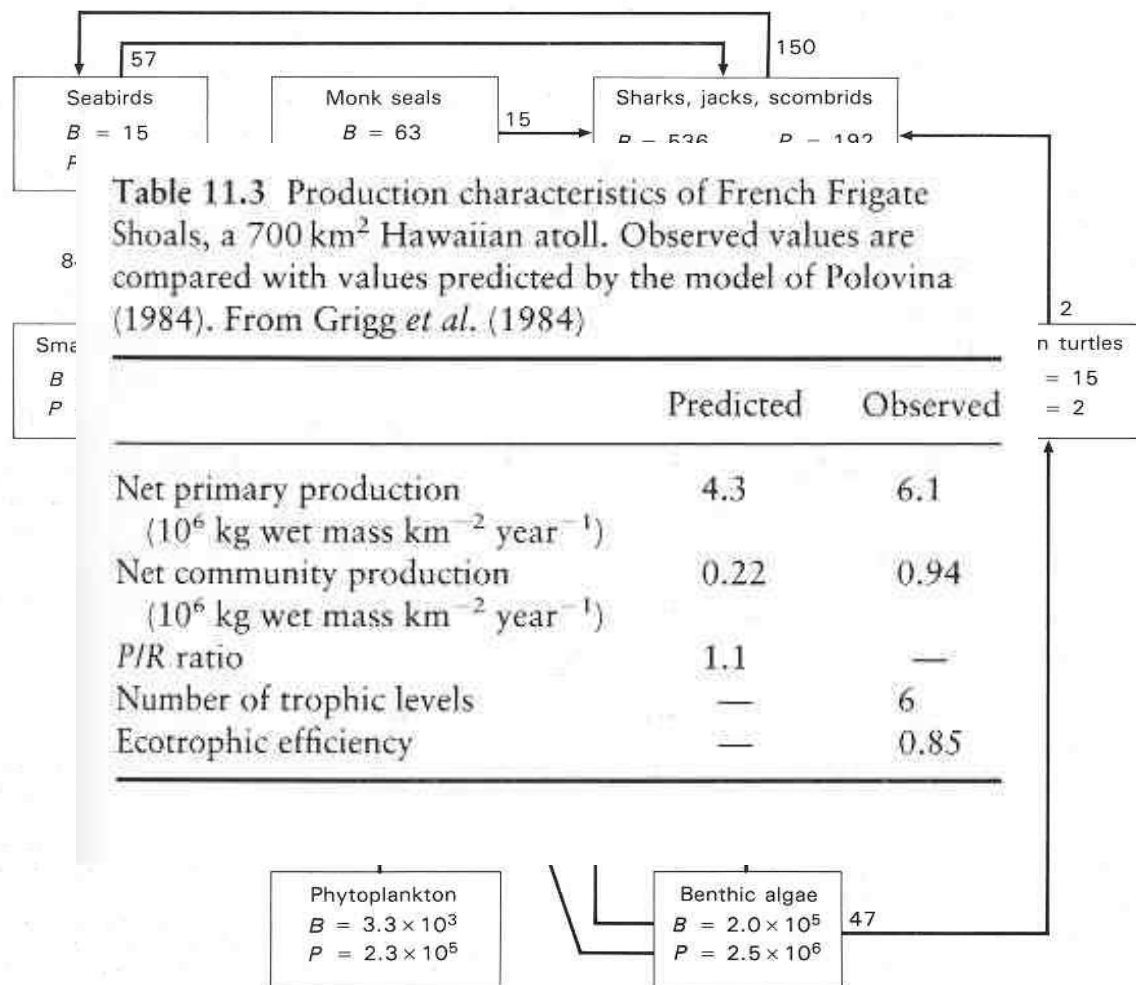 57
150
Seabirds
B = 15
P
Monk seals
B = 63
15
Sharks, jacks, scombrids
B = 536 P = 192
Table 11.3 Production characteristics of French Frigate
Shoals, a 700 km² Hawaiian atoll. Observed values are
compared with values predicted by the model of Polovina
(1984). From Grigg et al. (1984)
Predicted Observed
Net primary production 4.3 6.1
(10⁶ kg wet mass km⁻² year⁻¹)
Net community production 0.22 0.94
(10⁶ kg wet mass km⁻² year⁻¹)
P/R ratio 1.1 —
Number of trophic levels — 6
Ecotrophic efficiency — 0.85
8
Sma
B
P
2
n turtles
= 15
= 2
Phytoplankton
B = 3.3 × 10³
P = 2.3 × 10⁵
Benthic algae
B = 2.0 × 10⁵
P = 2.5 × 10⁶
47